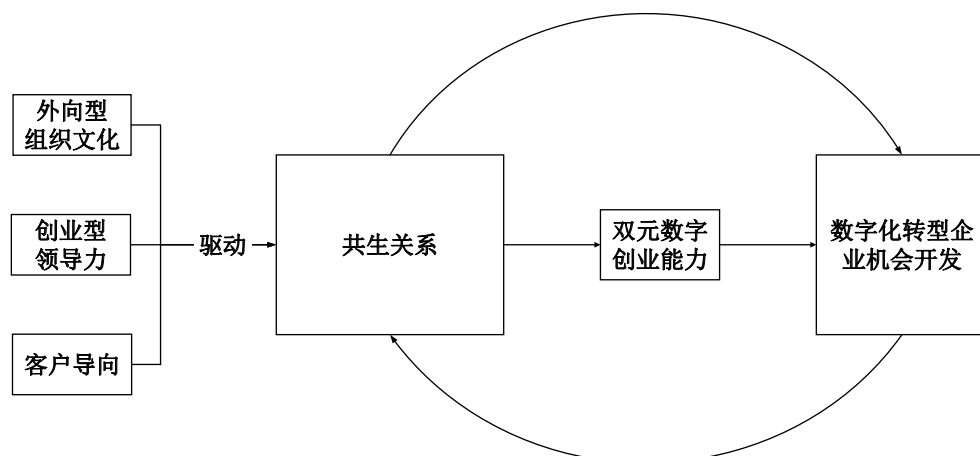 外向型
组织文化
创业型
领导力
客户导向
驱动
共生关系
双元数字
创业能力
数字化转型企
业机会开发